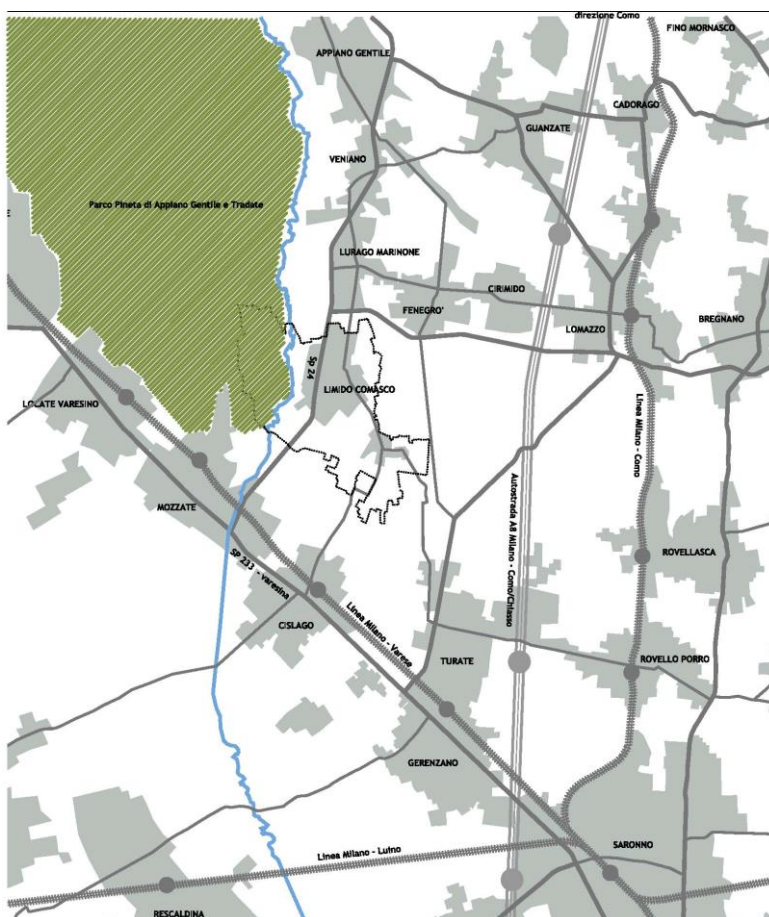 direzione Como
FINO MORNASCO
APPIANO GENTILE
CADORAGO
GUANZATE
VENIANO
Parco Pineta di Appiano Gentile e Tradate
LURAGO MARINONE
CIRIMIDO
FENEGRO'
LOMAZZO
BREGNANO
Sp 24
LIMIDO COMASCO
LOCATE VARESINO
Linea Milano - Como
MOZZATE
Autostrada A8 Milano - Como/Chiasso
SP 233 - varesina
ROVELLASCA
CISLAGO
Linea Milano - Varese
TURATE
ROVELLO PORRO
GERENZANO
SARONNO
Linea Milano - Luino
RESCALDINA